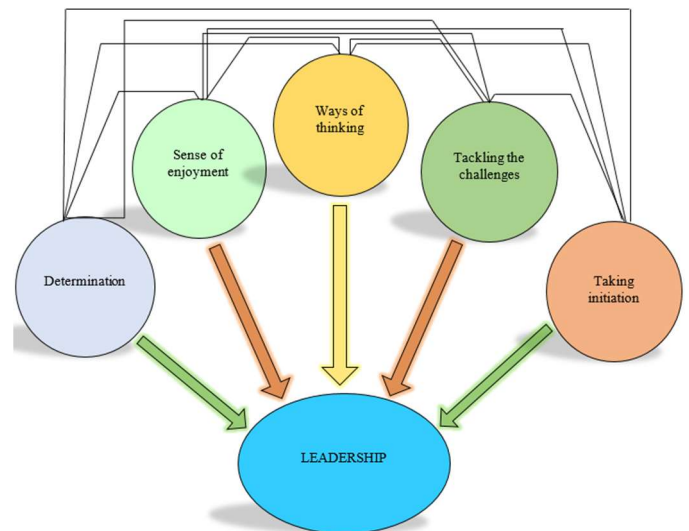 Ways of
thinking
Sense of
enjoyment
Tackling the
challenges
Determination
Taking
initiation
LEADERSHIP